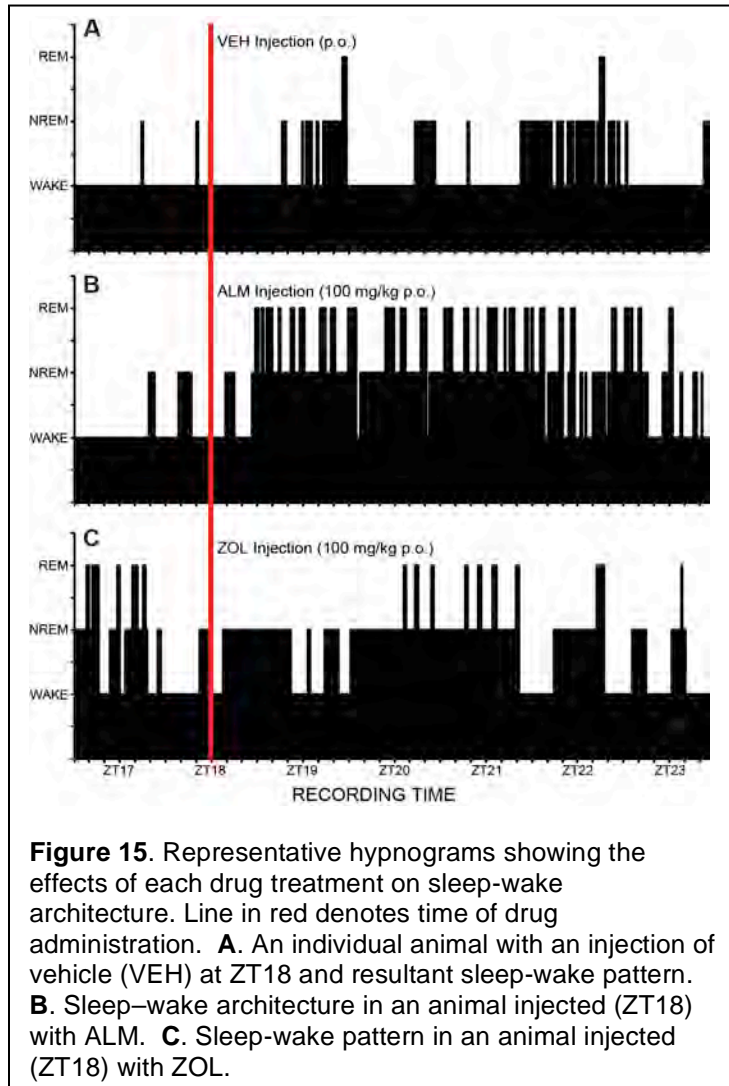 A
VEH Injection (p.o.)
REM
NREM
WAKE
B
ALM Injection (100 mg/kg p.o.)
REM
NREM
WAKE
C
ZOL Injection (100 mg/kg p.o.)
REM
NREM
WAKE
ZT17 ZT18 ZT19 ZT20 ZT21 ZT22 ZT23
RECORDING TIME
Figure 15. Representative hypnograms showing the
effects of each drug treatment on sleep-wake
architecture. Line in red denotes time of drug
administration. A. An individual animal with an injection of
vehicle (VEH) at ZT18 and resultant sleep-wake pattern.
B. Sleep–wake architecture in an animal injected (ZT18)
with ALM. C. Sleep-wake pattern in an animal injected
(ZT18) with ZOL.